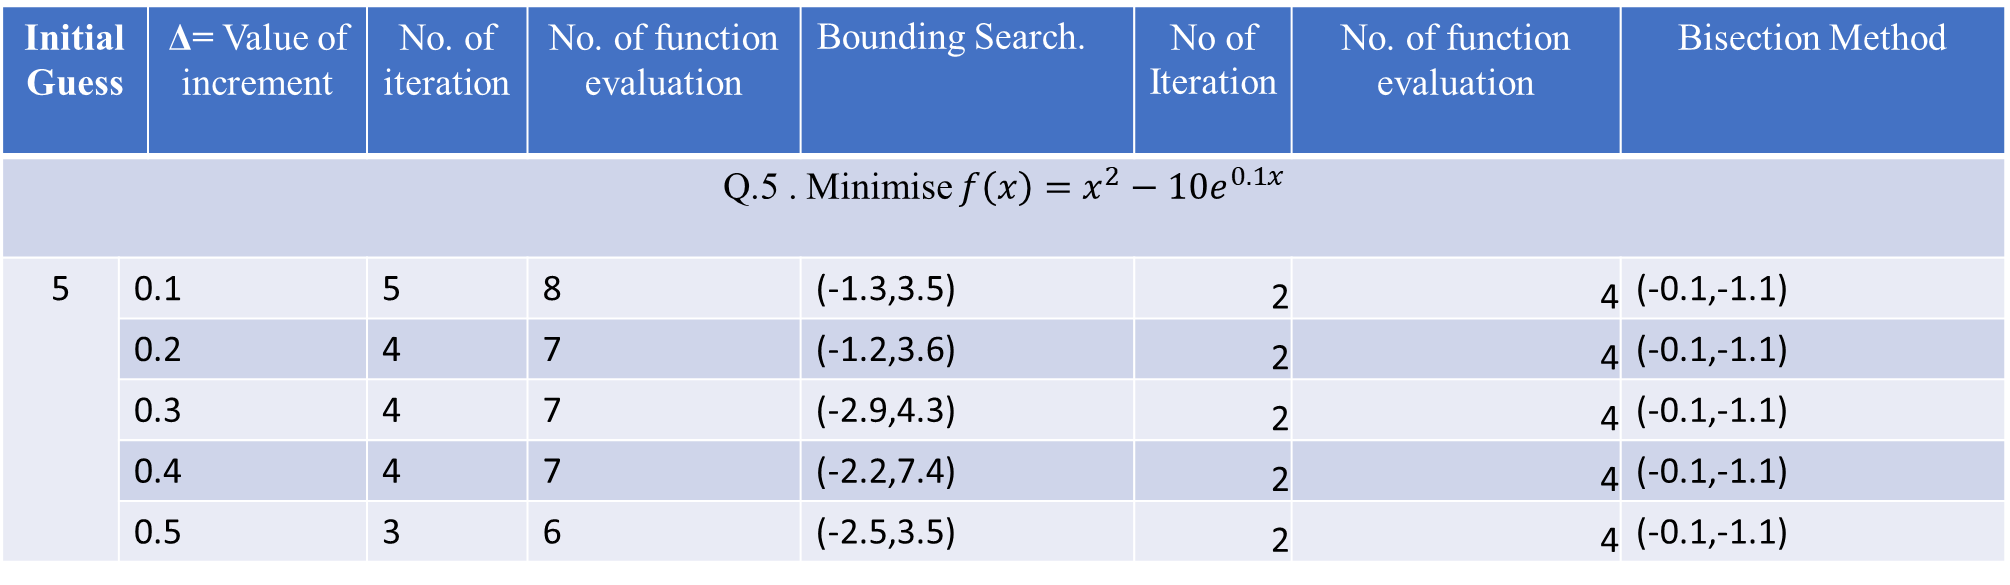 Initial Guess
Δ= Value of increment
No. of iteration
No. of function evaluation
Bounding Search.
No of Iteration
No. of function evaluation
Bisection Method
Q.5 . Minimise f(x) = x² − 10e^{0.1x}
5 0.1 5 8 (-1.3,3.5) 2 4 (-0.1,-1.1)
0.2 4 7 (-1.2,3.6) 2 4 (-0.1,-1.1)
0.3 4 7 (-2.9,4.3) 2 4 (-0.1,-1.1)
0.4 4 7 (-2.2,7.4) 2 4 (-0.1,-1.1)
0.5 3 6 (-2.5,3.5) 2 4 (-0.1,-1.1)